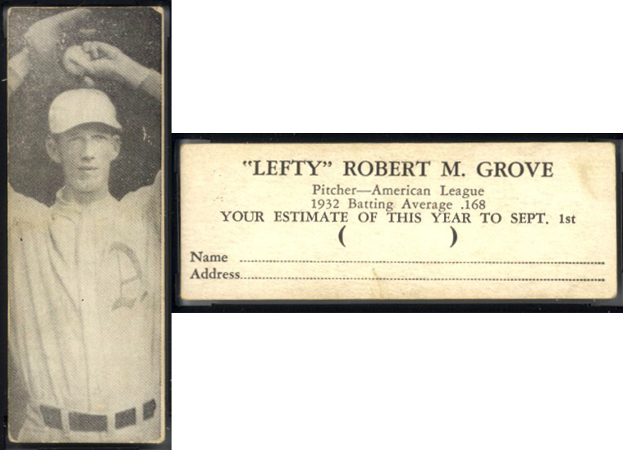 A
"LEFTY" ROBERT M. GROVE
Pitcher—American League
1932 Batting Average .168
YOUR ESTIMATE OF THIS YEAR TO SEPT. 1st
( )
Name
Address